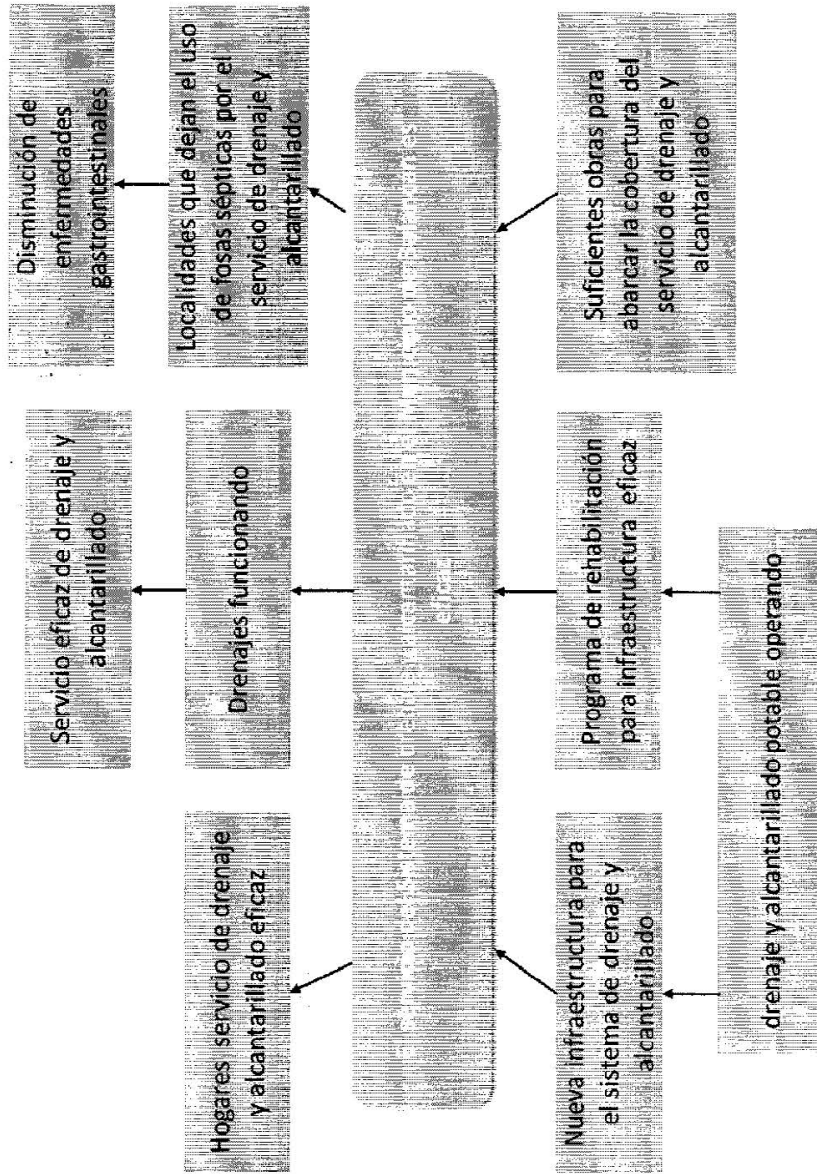 Disminución de
enfermedades
gastrointestinales
Servicio eficaz de drenaje y
alcantarillado
Localidades que dejan el uso
de fosas sépticas por el
servicio de drenaje y
alcantarillado
Drenajes funcionando
Hogares servicio de drenaje
y alcantarillado eficaz
eficaz
Suficientes obras para
abarcar la cobertura del
servicio de drenaje y
alcantarillado
Programa de rehabilitación
para infraestructura eficaz
Nueva infraestructura para
el sistema de drenaje y
alcantarillado
drenaje y alcantarillado potable operando